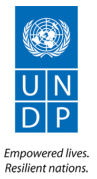 U N
D P
Empowered lives.
Resilient nations.